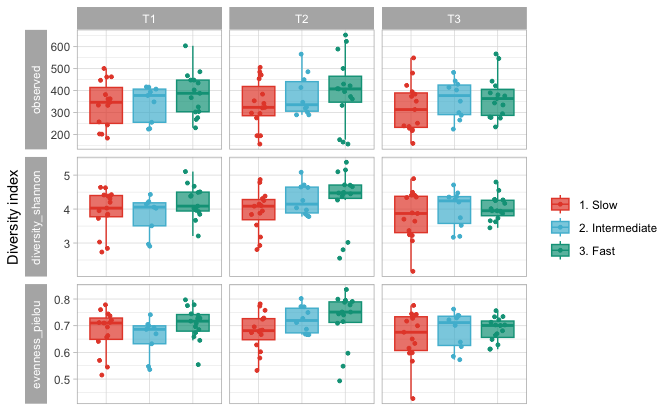 T1 T2 T3
Diversity index
observed
600
500
400
300
200
diversity_shannon
5
4
3
evenness_pielou
0.8
0.7
0.6
0.5
1. Slow
2. Intermediate
3. Fast